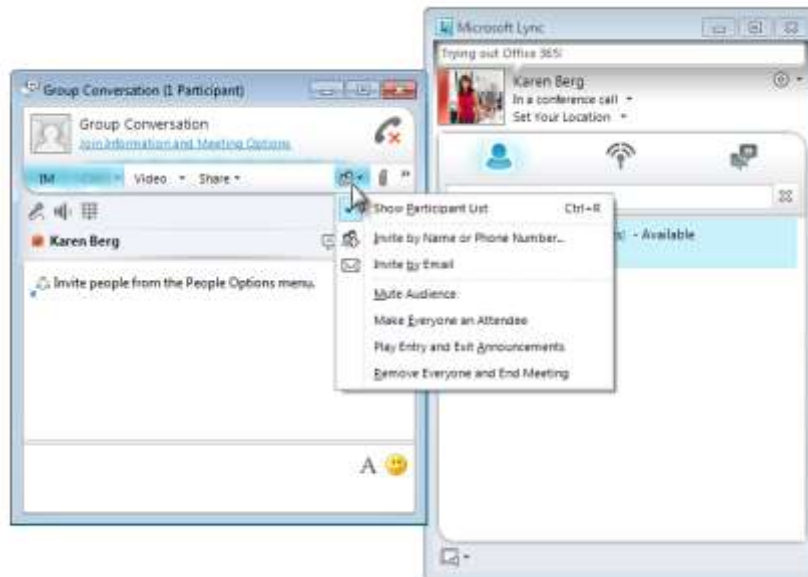 Microsoft Lync
Trying out Office 365!
Karen Berg
In a conference call
Set Your Location
Group Conversation (1 Participant)
Group Conversation
Join Information and Meeting Options
IM
Video
Share
Karen Berg
Invite people from the People Options menu.
Show Participant List Ctrl+R
Invite by Name or Phone Number...
Invite by Email
Mute Audience
Make Everyone an Attendee
Play Entry and Exit Announcements
Remove Everyone and End Meeting
- Available
A